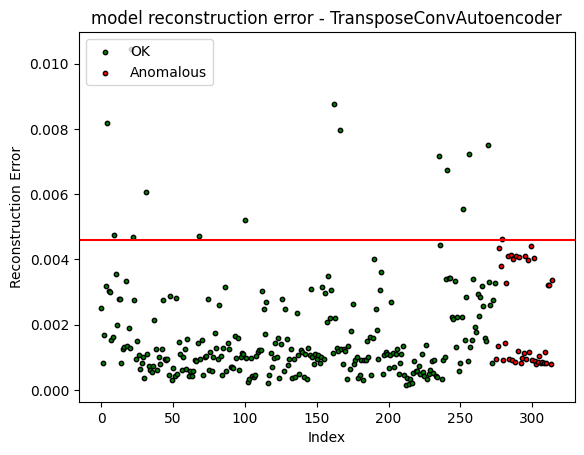 model reconstruction error - TransposeConvAutoencoder
OK
Anomalous
0.010
0.008
0.006
0.004
0.002
0.000
Reconstruction Error
0 50 100 150 200 250 300
Index